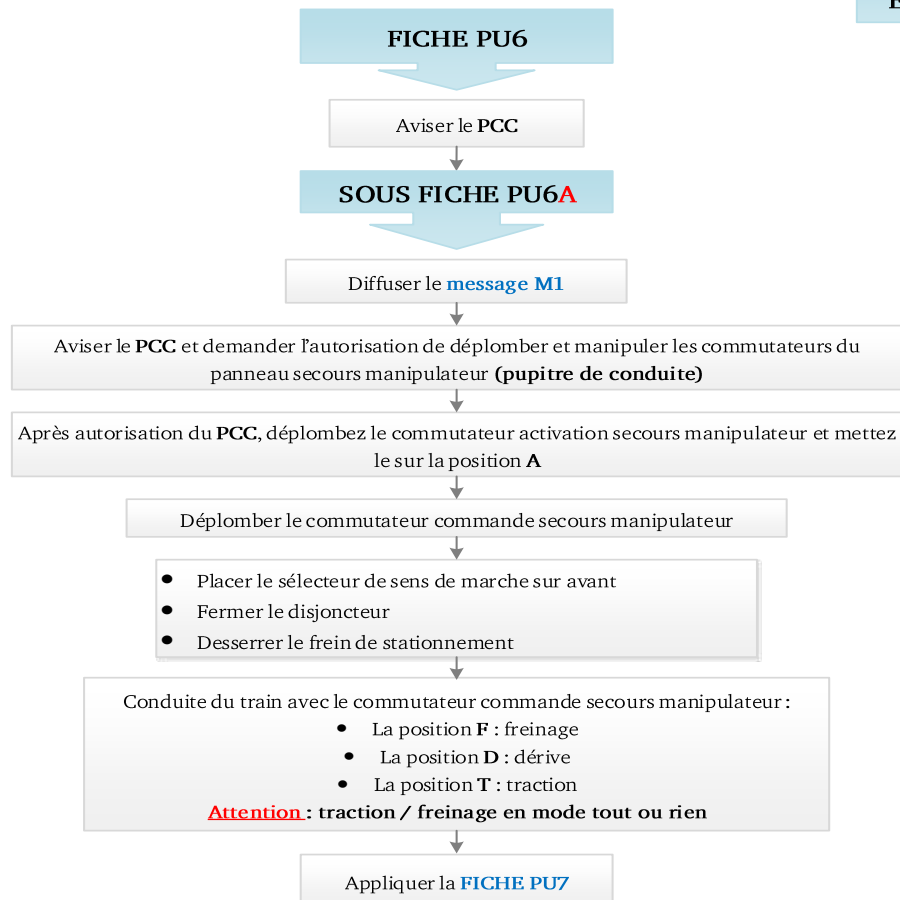 FICHE PU6
Aviser le PCC
SOUS FICHE PU6A
Diffuser le message M1
Aviser le PCC et demander l'autorisation de déplomber et manipuler les commutateurs du
panneau secours manipulateur (pupitre de conduite)
Après autorisation du PCC, déplombez le commutateur activation secours manipulateur et mettez
le sur la position A
Déplomber le commutateur commande secours manipulateur
• Placer le sélecteur de sens de marche sur avant
• Fermer le disjoncteur
• Desserrer le frein de stationnement
Conduite du train avec le commutateur commande secours manipulateur :
• La position F : freinage
• La position D : dérive
• La position T : traction
Attention : traction / freinage en mode tout ou rien
Appliquer la FICHE PU7